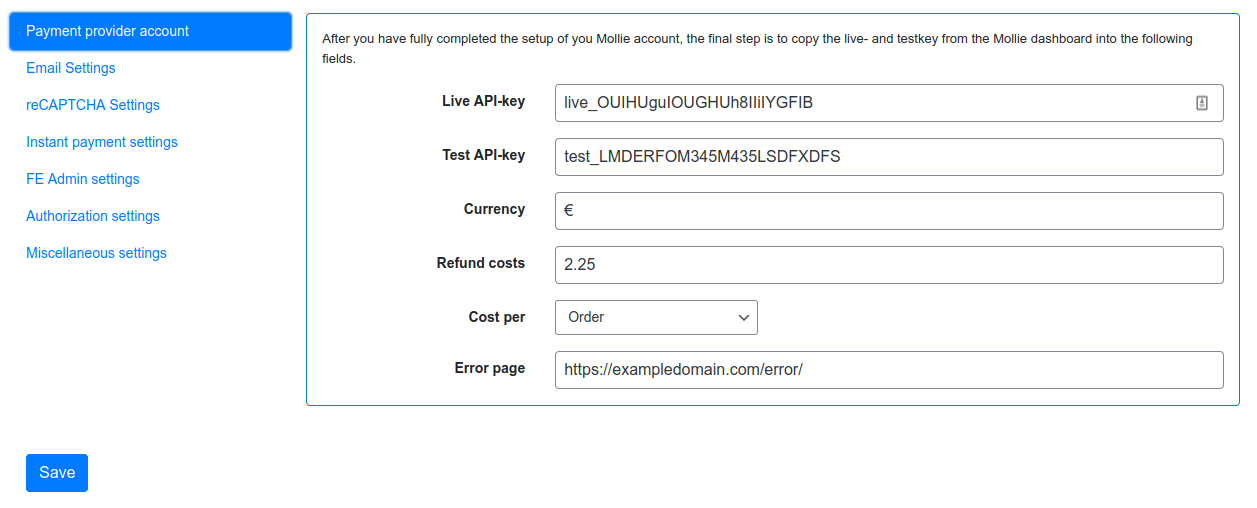 Payment provider account
Email Settings
reCAPTCHA Settings
Instant payment settings
FE Admin settings
Authorization settings
Miscellaneous settings
After you have fully completed the setup of you Mollie account, the final step is to copy the live- and testkey from the Mollie dashboard into the following
fields.
Live API-key live_OUIHUguIOUGHUh8IIiIYGFIB
Test API-key test_LMDERFOM345M435LSDFXDFS
Currency €
Refund costs 2.25
Cost per Order
Error page https://exampledomain.com/error/
Save